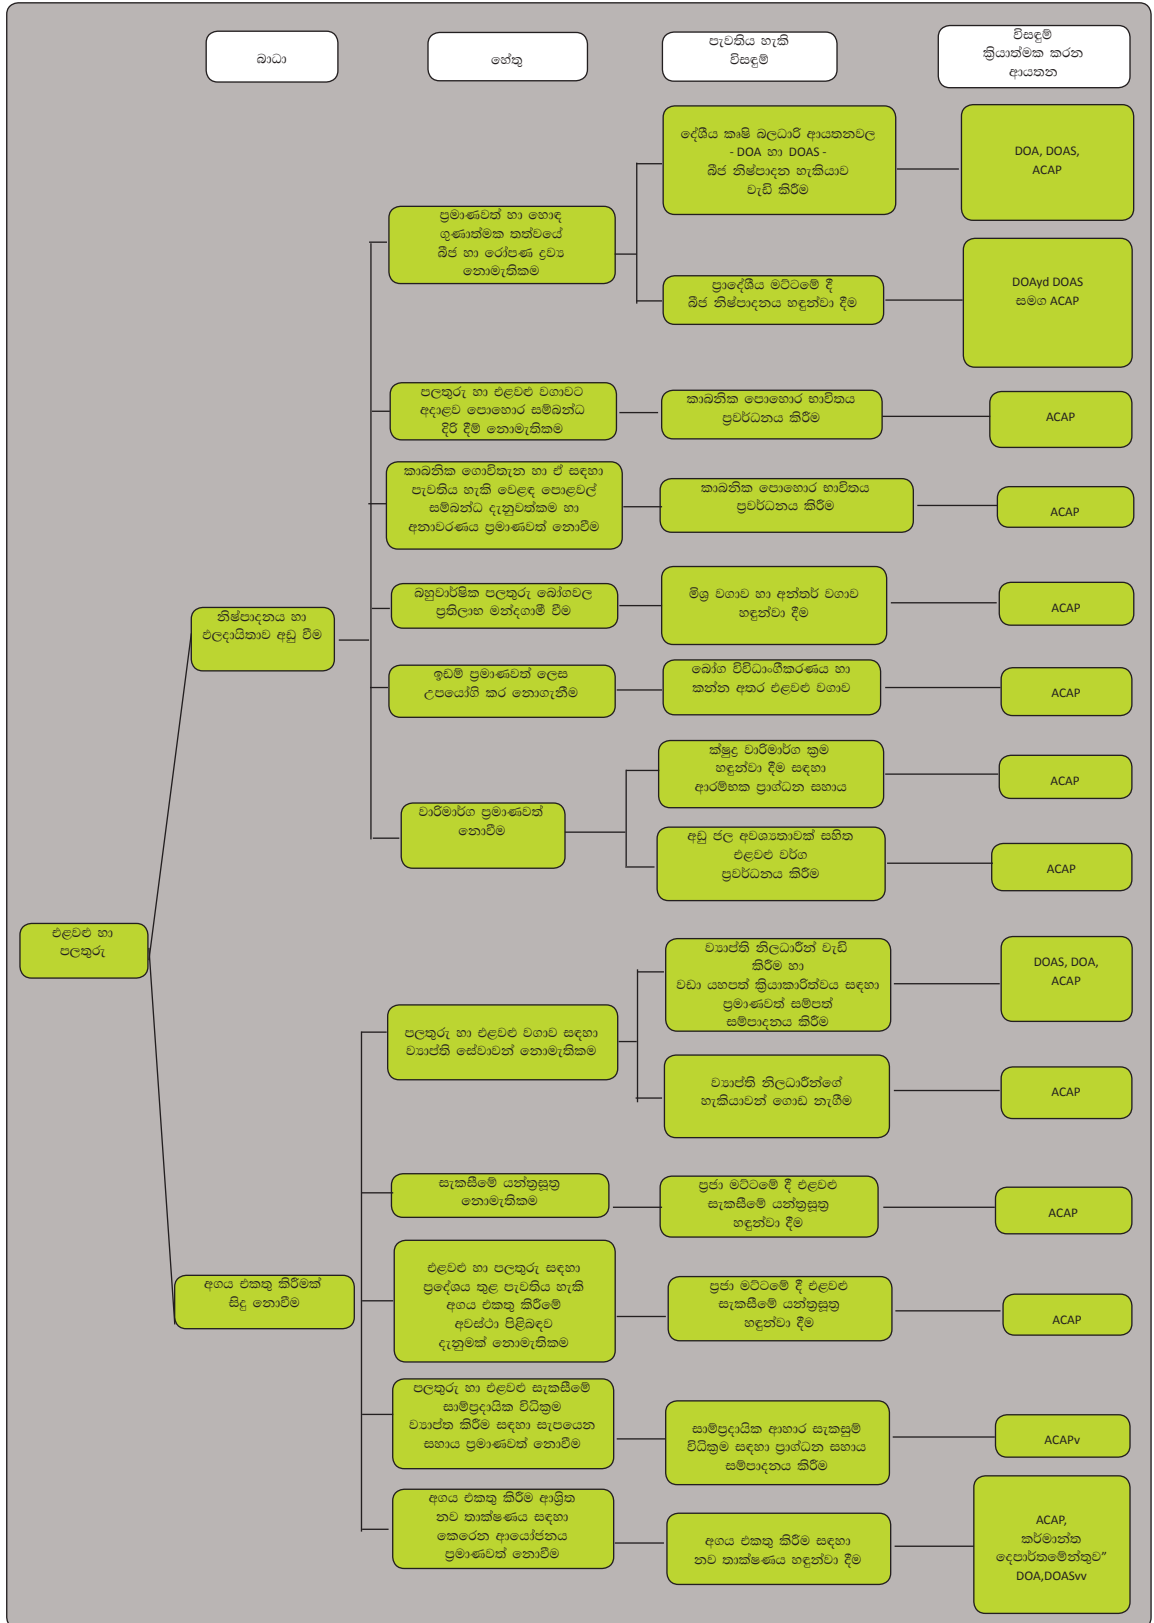 බාධා
හේතු
පැවතිය හැකි
විසඳුම්
විසඳුම්
ක්‍රියාත්මක කරන
ආයතන
දේශීය කෘෂි බලධාරී ආයතනවල
- DOA හා DOAS -
බීජ නිෂ්පාදන හැකියාව
වැඩි කිරීම
DOA, DOAS,
ACAP
ප්‍රමාණවත් හා හොඳ
ගුණාත්මක තත්වයේ
බීජ හා රෝපණ ද්‍රව්‍ය
නොමැතිකම
ප්‍රාදේශීය මට්ටමේ දී
බීජ නිෂ්පාදනය හඳුන්වා දීම
DOAyd DOAS
සමග ACAP
පලතුරු හා එළවළු වගාවට
අදාළව පොහොර සම්බන්ධ
දිරි දීම් නොමැතිකම
කාබනික පොහොර භාවිතය
ප්‍රවර්ධනය කිරීම
ACAP
කාබනික ගොවිතැන හා ඒ සඳහා
පැවතිය හැකි වෙළඳ පොළවල්
සම්බන්ධ දැනුවත්කම හා
අනාවරණය ප්‍රමාණවත් නොවීම
කාබනික පොහොර භාවිතය
ප්‍රවර්ධනය කිරීම
ACAP
බහුවාර්ෂික පලතුරු බෝගවල
ප්‍රතිලාභ මන්දගාමී වීම
මිශ්‍ර වගාව හා අන්තර් වගාව
හඳුන්වා දීම
ACAP
නිෂ්පාදනය හා
ඵලදායිතාව අඩු වීම
ඉඩම් ප්‍රමාණවත් ලෙස
උපයෝගි කර නොගැනීම
බෝග විවිධාංගීකරණය හා
කන්න අතර එළවළු වගාව
ACAP
ක්ෂුද්‍ර වාරිමාර්ග ක්‍රම
හඳුන්වා දීම සඳහා
ආරම්භක ප්‍රාග්ධන සහාය
ACAP
වාරිමාර්ග ප්‍රමාණවත්
නොවීම
අඩු ජල අවශ්‍යතාවක් සහිත
එළවළු වර්ග
ප්‍රවර්ධනය කිරීම
ACAP
එළවළු හා
පලතුරු
ව්‍යාප්ති නිලධාරීන් වැඩි
කිරීම හා
වඩා යහපත් ක්‍රියාකාරිත්වය සඳහා
ප්‍රමාණවත් සම්පත්
සම්පාදනය කිරීම
DOAS, DOA,
ACAP
පලතුරු හා එළවළු වගාව සඳහා
ව්‍යාප්ති සේවාවන් නොමැතිකම
ව්‍යාප්ති නිලධාරීන්ගේ
හැකියාවන් ගොඩ නැගීම
ACAP
සැකසීමේ යන්ත්‍රසූත්‍ර
නොමැතිකම
ප්‍රජා මට්ටමේ දී එළවළු
සැකසීමේ යන්ත්‍රසූත්‍ර
හඳුන්වා දීම
ACAP
අගය එකතු කිරීමක්
සිදු නොවීම
එළවළු හා පලතුරු සඳහා
ප්‍රදේශය තුළ පැවතිය හැකි
අගය එකතු කිරීමේ
අවස්ථා පිළිබඳව
දැනුමක් නොමැතිකම
ප්‍රජා මට්ටමේ දී එළවළු
සැකසීමේ යන්ත්‍රසූත්‍ර
හඳුන්වා දීම
ACAP
පලතුරු හා එළවළු සැකසීමේ
සාම්ප්‍රදායික විධික්‍රම
ව්‍යාප්ත කිරීම සඳහා සැපයෙන
සහාය ප්‍රමාණවත් නොවීම
සාම්ප්‍රදායික ආහාර සැකසුම්
විධික්‍රම සඳහා ප්‍රාග්ධන සහාය
සම්පාදනය කිරීම
ACAPv
අගය එකතු කිරීම ආශ්‍රිත
නව තාක්ෂණය සඳහා
කෙරෙන ආයෝජනය
ප්‍රමාණවත් නොවීම
අගය එකතු කිරීම සඳහා
නව තාක්ෂණය හඳුන්වා දීම
ACAP,
කර්මාන්ත
දෙපාර්තමේන්තුව”
DOA,DOASvv